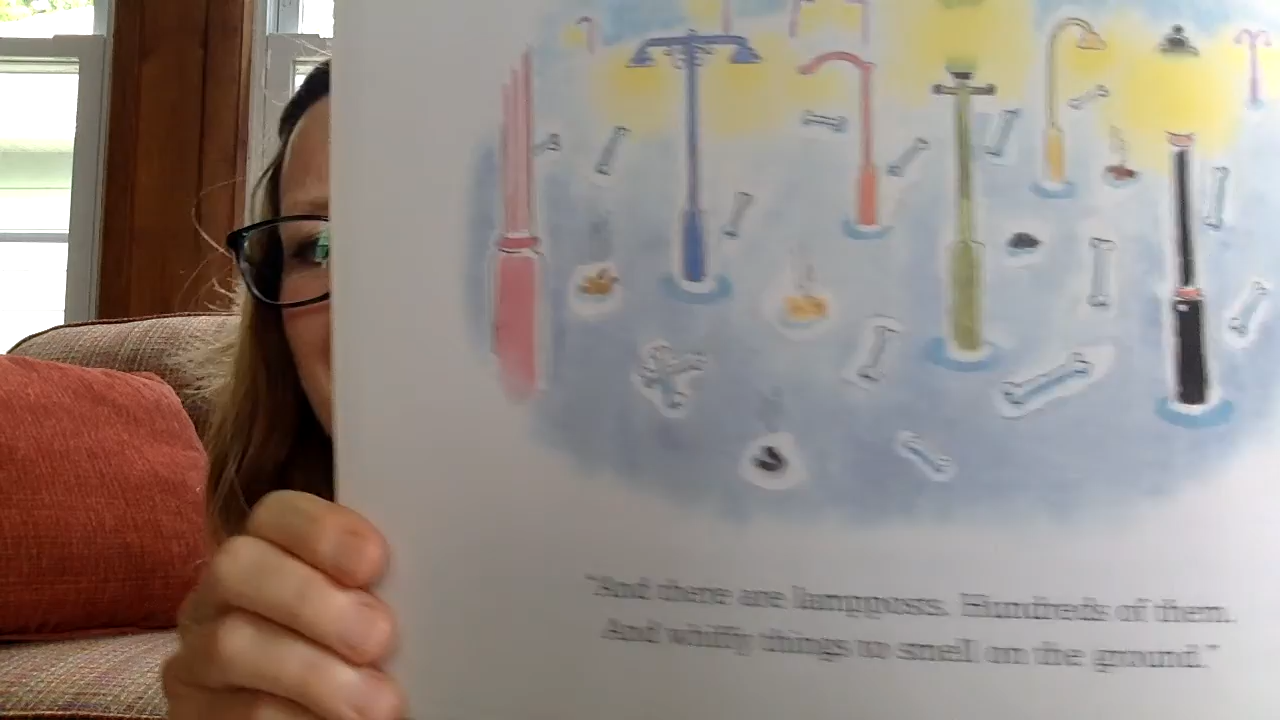 "And there are lampposts. Hundreds of them.
And whiffy things to smell on the ground."